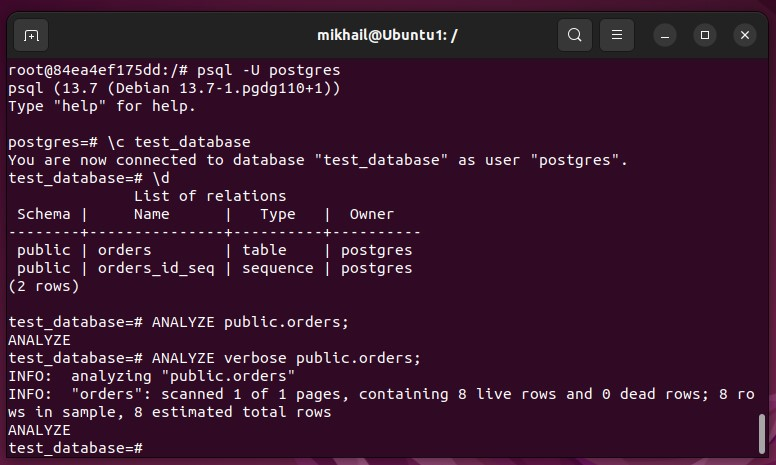 mikhail@Ubuntu1: /
root@84ea4ef175dd:/# psql -U postgres
psql (13.7 (Debian 13.7-1.pgdg110+1))
Type "help" for help.
postgres=# \c test_database
You are now connected to database "test_database" as user "postgres".
test_database=# \d
             List of relations
 Schema |     Name      |   Type   |  Owner
--------+---------------+----------+----------
 public | orders        | table    | postgres
 public | orders_id_seq | sequence | postgres
(2 rows)
test_database=# ANALYZE public.orders;
ANALYZE
test_database=# ANALYZE verbose public.orders;
INFO:  analyzing "public.orders"
INFO:  "orders": scanned 1 of 1 pages, containing 8 live rows and 0 dead rows; 8 ro
ws in sample, 8 estimated total rows
ANALYZE
test_database=#